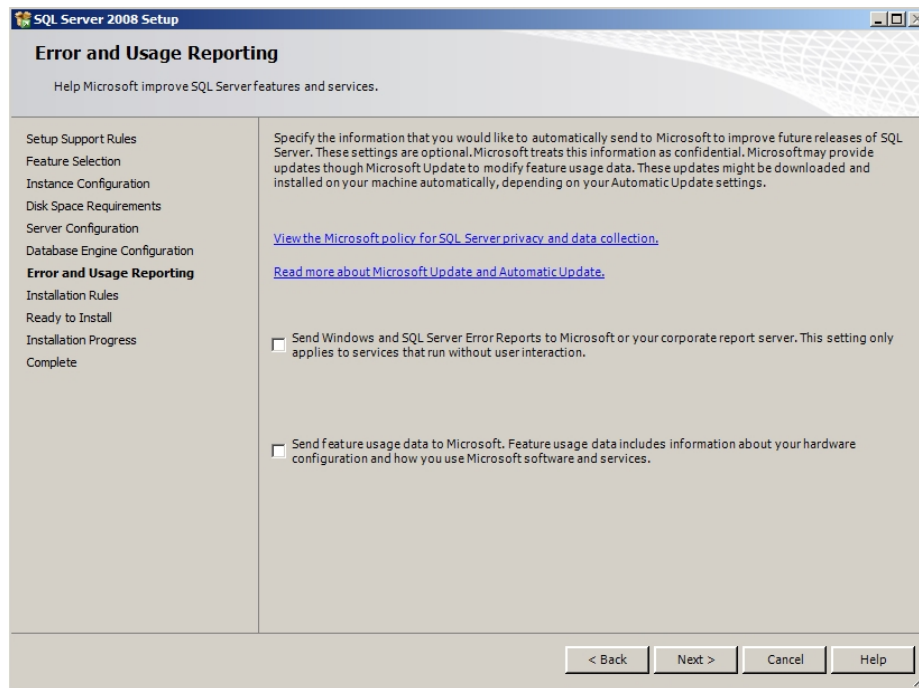 SQL Server 2008 Setup
Error and Usage Reporting
Help Microsoft improve SQL Server features and services.
Setup Support Rules
Feature Selection
Instance Configuration
Disk Space Requirements
Server Configuration
Database Engine Configuration
Error and Usage Reporting
Installation Rules
Ready to Install
Installation Progress
Complete
Specify the information that you would like to automatically send to Microsoft to improve future releases of SQL
Server. These settings are optional. Microsoft treats this information as confidential. Microsoft may provide
updates though Microsoft Update to modify feature usage data. These updates might be downloaded and
installed on your machine automatically, depending on your Automatic Update settings.
View the Microsoft policy for SQL Server privacy and data collection.
Read more about Microsoft Update and Automatic Update.
Send Windows and SQL Server Error Reports to Microsoft or your corporate report server. This setting only
applies to services that run without user interaction.
Send feature usage data to Microsoft. Feature usage data includes information about your hardware
configuration and how you use Microsoft software and services.
< Back Next > Cancel Help